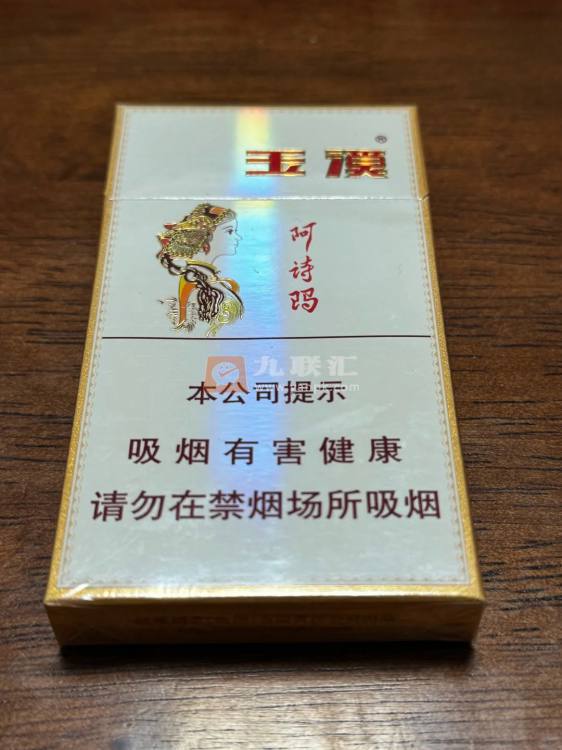 玉溪®
阿诗玛
九联汇
本公司提示
吸烟有害健康
请勿在禁烟场所吸烟